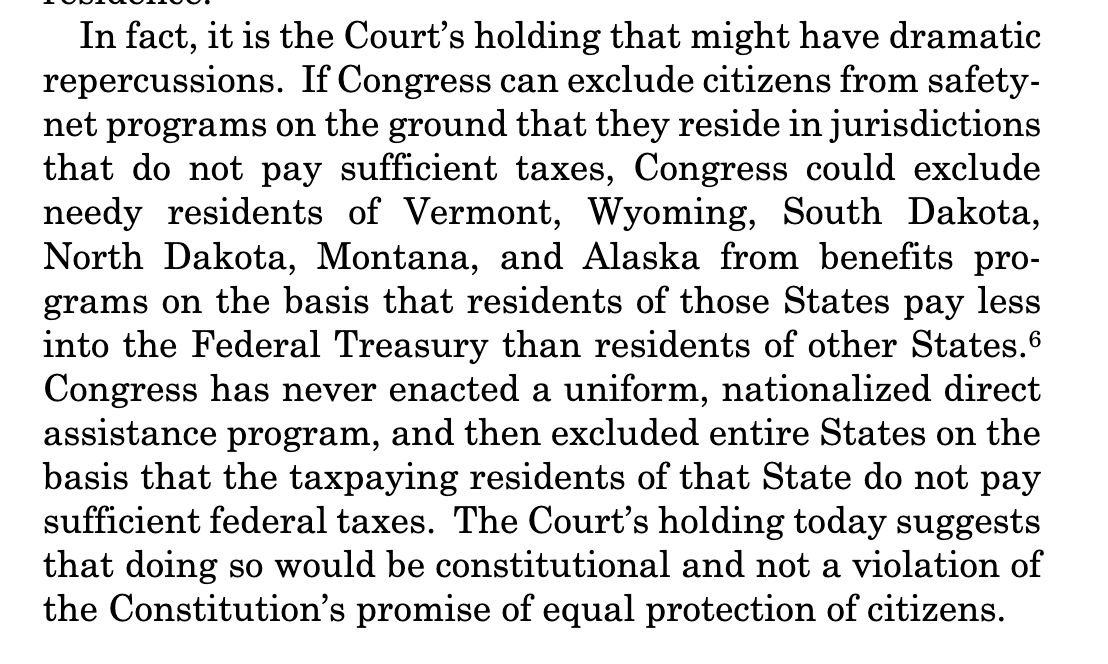 residence.
In fact, it is the Court’s holding that might have dramatic
repercussions. If Congress can exclude citizens from safety-
net programs on the ground that they reside in jurisdictions
that do not pay sufficient taxes, Congress could exclude
needy residents of Vermont, Wyoming, South Dakota,
North Dakota, Montana, and Alaska from benefits pro-
grams on the basis that residents of those States pay less
into the Federal Treasury than residents of other States.⁶
Congress has never enacted a uniform, nationalized direct
assistance program, and then excluded entire States on the
basis that the taxpaying residents of that State do not pay
sufficient federal taxes. The Court’s holding today suggests
that doing so would be constitutional and not a violation of
the Constitution’s promise of equal protection of citizens.